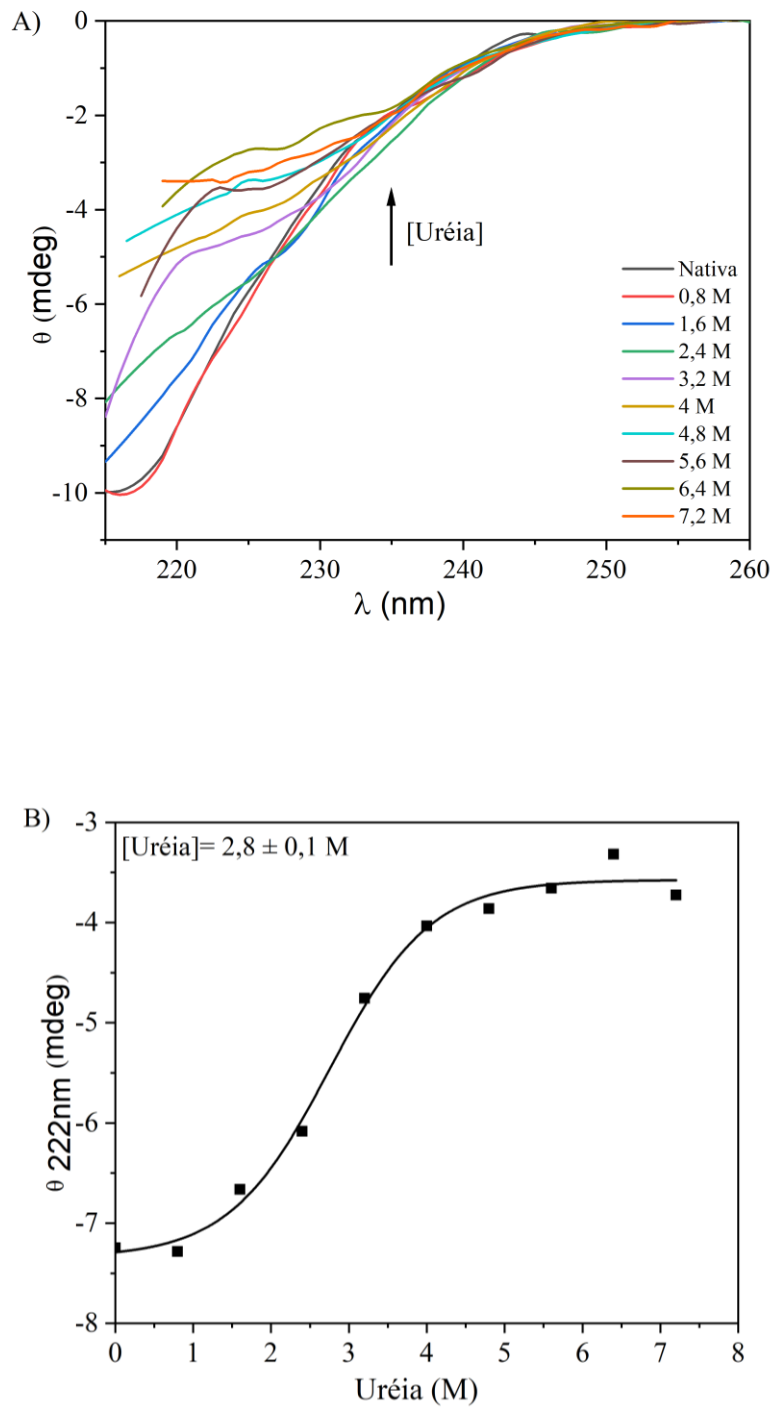 A)
0
-2
-4
-6
-8
-10
θ (mdeg)
[Uréia]
Nativa
0,8 M
1,6 M
2,4 M
3,2 M
4 M
4,8 M
5,6 M
6,4 M
7,2 M
220 230 240 250 260
λ (nm)
B)
[Uréia]= 2,8 ± 0,1 M
-3
-4
-5
-6
-7
-8
θ 222nm (mdeg)
0 1 2 3 4 5 6 7 8
Uréia (M)